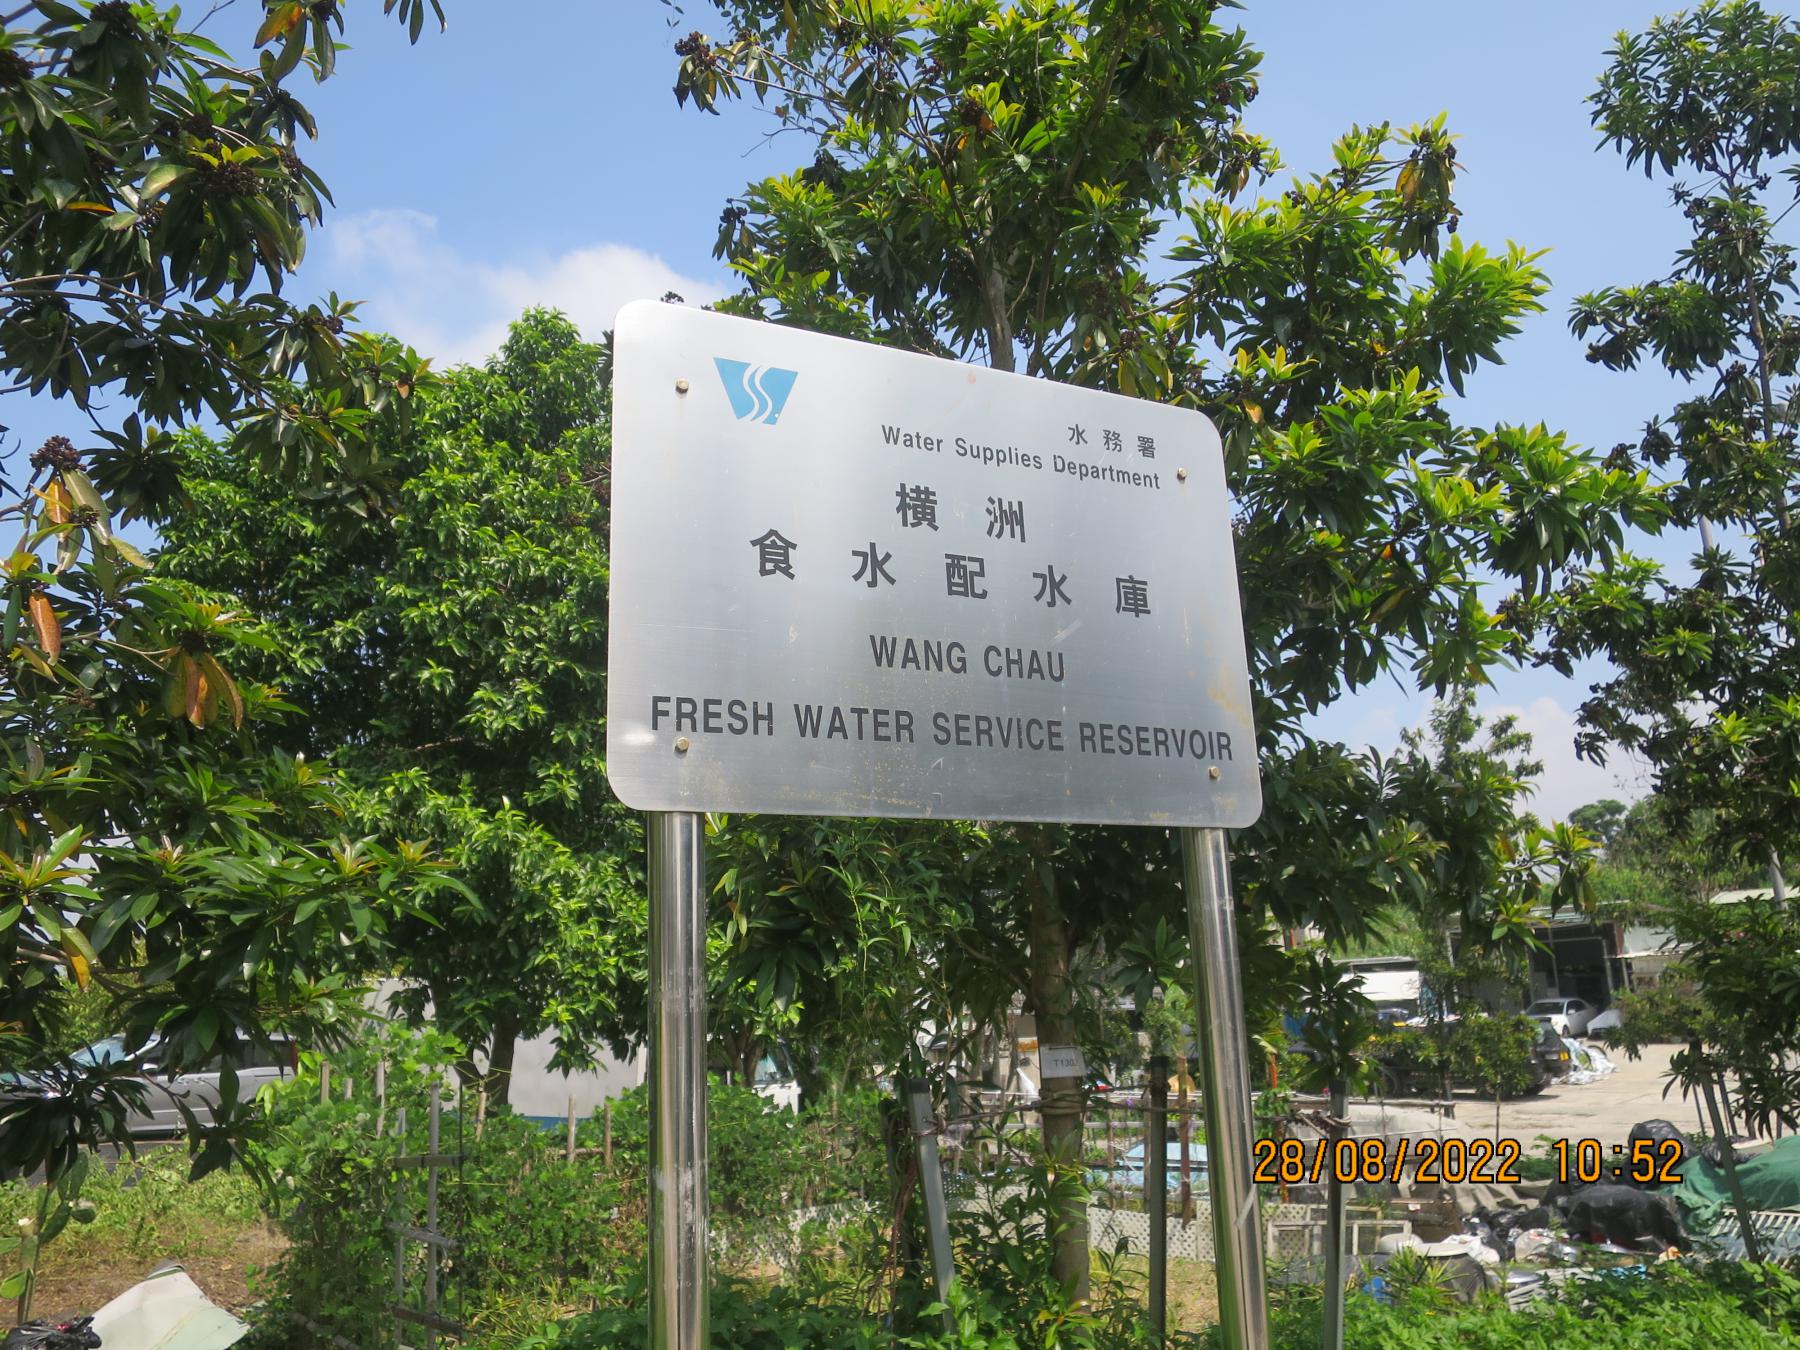 水務署
Water Supplies Department
横洲
食水配水庫
WANG CHAU
FRESH WATER SERVICE RESERVOIR
28/08/2022 10:52